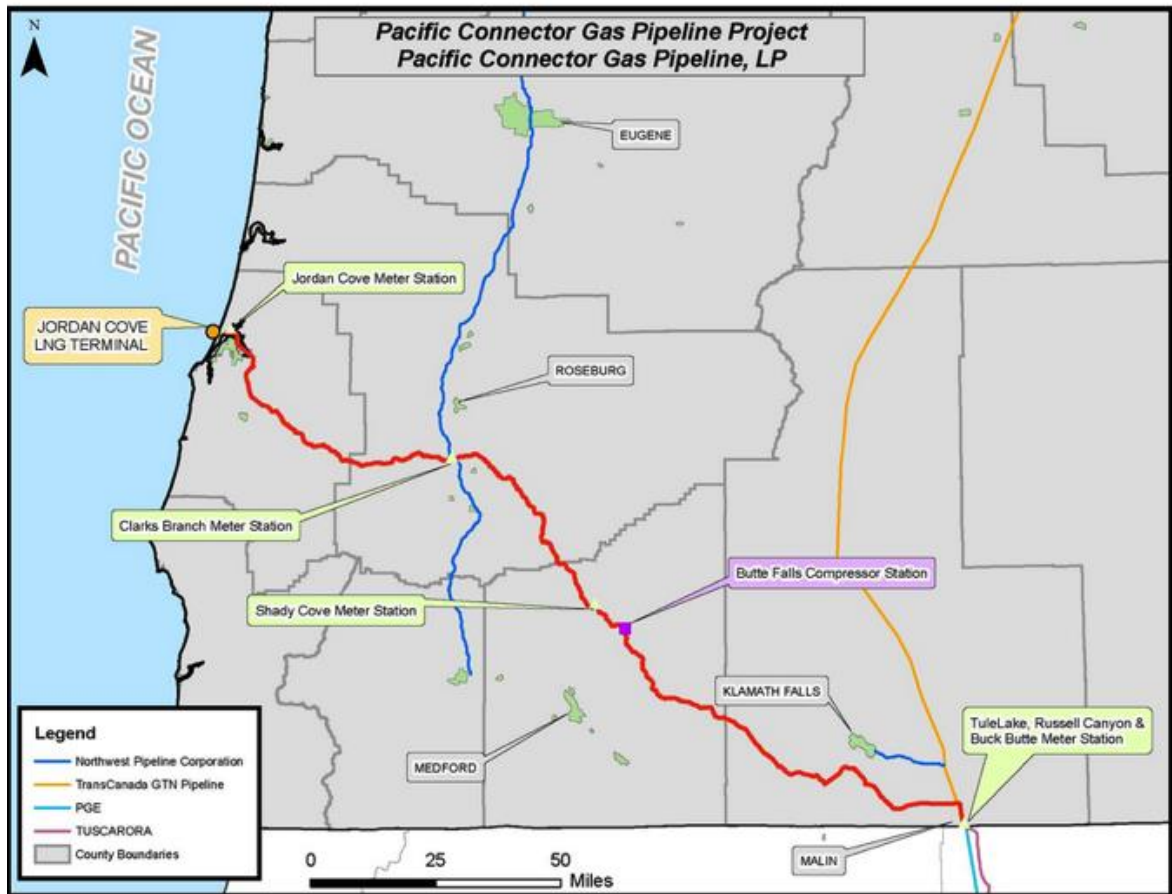 N
Pacific Connector Gas Pipeline Project
Pacific Connector Gas Pipeline, LP
PACIFIC OCEAN
EUGENE
Jordan Cove Meter Station
JORDAN COVE
LNG TERMINAL
ROSEBURG
Clarks Branch Meter Station
Butte Falls Compressor Station
Shady Cove Meter Station
KLAMATH FALLS
TuleLake, Russell Canyon &
Buck Butte Meter Station
MEDFORD
MALIN
Legend
Northwest Pipeline Corporation
TransCanada GTN Pipeline
PGE
TUSCARORA
County Boundaries
0 25 50
Miles